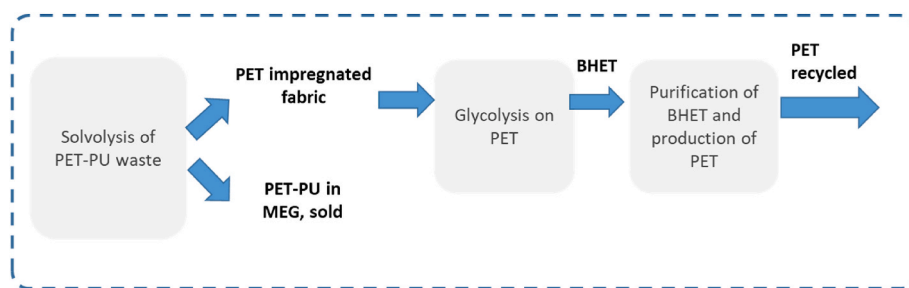 Solvolysis of
PET-PU waste
PET impregnated
fabric
PET-PU in
MEG, sold
Glycolysis on
PET
BHET
Purification of
BHET and
production of
PET
PET
recycled